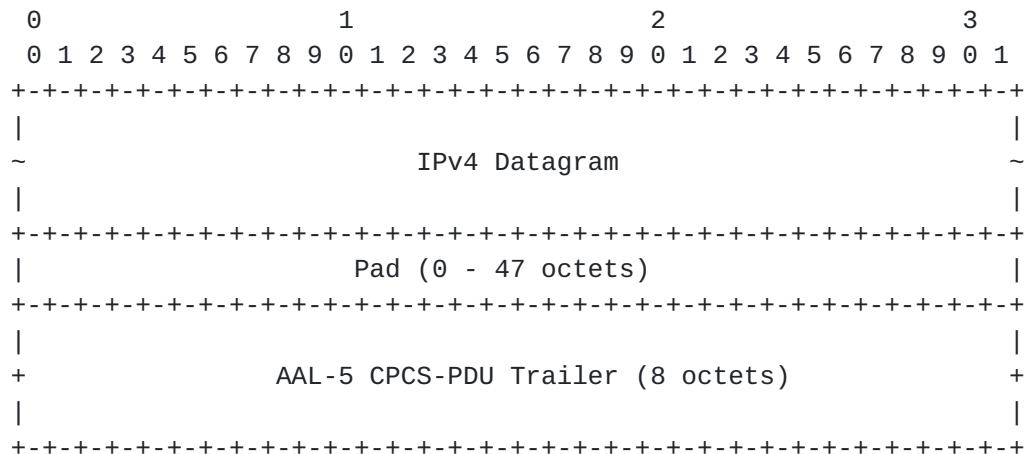 0                   1                   2                   3
 0 1 2 3 4 5 6 7 8 9 0 1 2 3 4 5 6 7 8 9 0 1 2 3 4 5 6 7 8 9 0 1
+-+-+-+-+-+-+-+-+-+-+-+-+-+-+-+-+-+-+-+-+-+-+-+-+-+-+-+-+-+-+-+-+
|                                                               |
~                         IPv4 Datagram                         ~
|                                                               |
+-+-+-+-+-+-+-+-+-+-+-+-+-+-+-+-+-+-+-+-+-+-+-+-+-+-+-+-+-+-+-+-+
|                     Pad (0 - 47 octets)                       |
+-+-+-+-+-+-+-+-+-+-+-+-+-+-+-+-+-+-+-+-+-+-+-+-+-+-+-+-+-+-+-+-+
|                                                               |
+                AAL-5 CPCS-PDU Trailer (8 octets)              +
|                                                               |
+-+-+-+-+-+-+-+-+-+-+-+-+-+-+-+-+-+-+-+-+-+-+-+-+-+-+-+-+-+-+-+-+